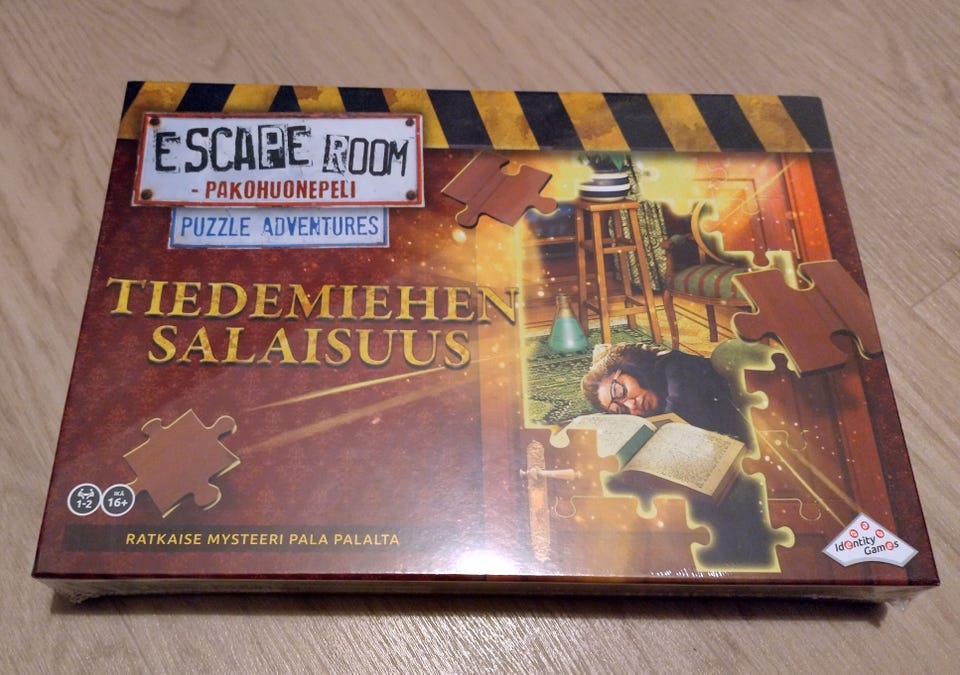 ESCAPE ROOM
- PAKOHUONEPELI
PUZZLE ADVENTURES
TIEDEMIEHEN
SALAISUUS
1-2
IKÄ
16+
RATKAISE MYSTEERI PALA PALALTA
Identity
Games